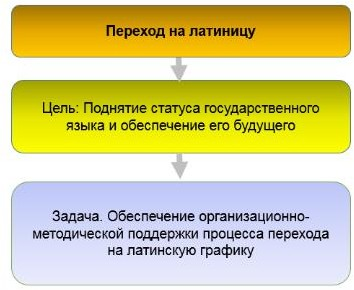 Переход на латиницу
Цель: Поднятие статуса государственного
языка и обеспечение его будущего
Задача. Обеспечение организационно-
методической поддержки процесса перехода
на латинскую графику